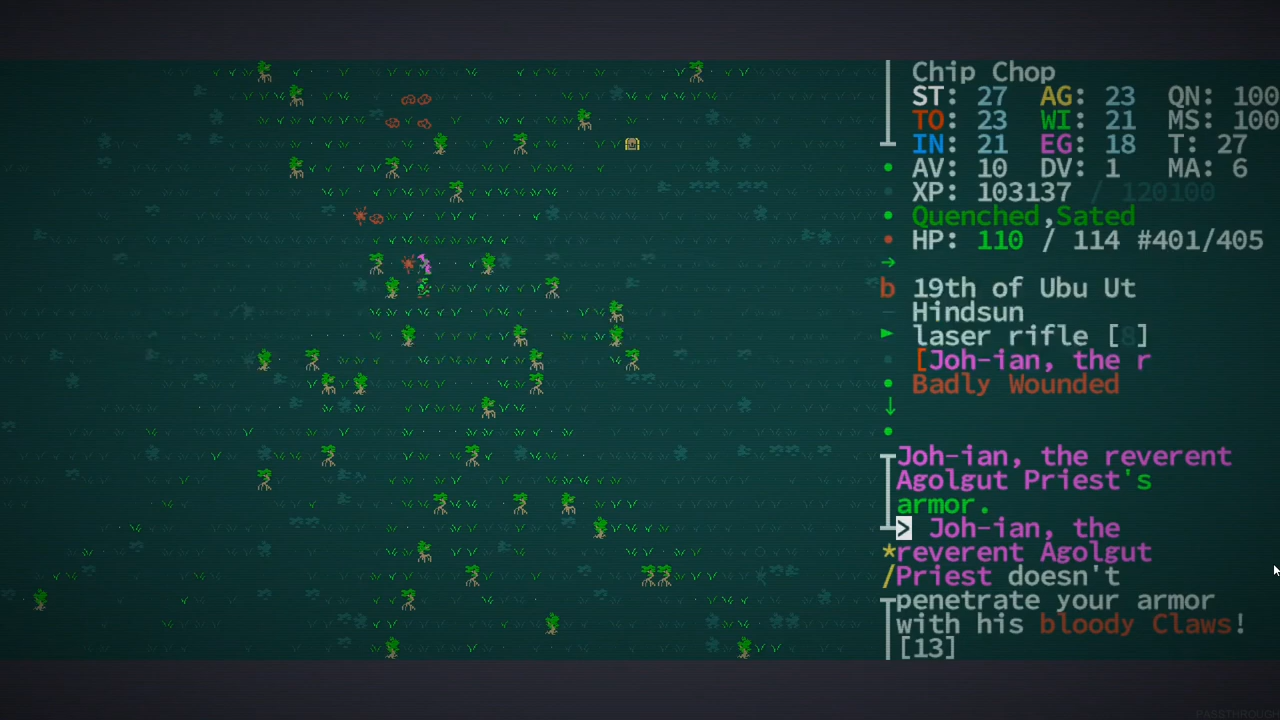 Chip Chop
ST: 27 AG: 23 QN: 100
TO: 23 WI: 21 MS: 100
IN: 21 EG: 18 T: 27
AV: 10 DV: 1 MA: 6
XP: 103137 / 120100
Quenched,Sated
HP: 110 / 114 #401/405
b 19th of Ubu Ut
Hindsun
laser rifle [8]
[Joh-ian, the r
Badly Wounded
Joh-ian, the reverent
Agolgut Priest's
armor.
> Joh-ian, the
*reverent Agolgut
/Priest doesn't
penetrate your armor
with his bloody Claws!
[13]
PASSTHROUGH